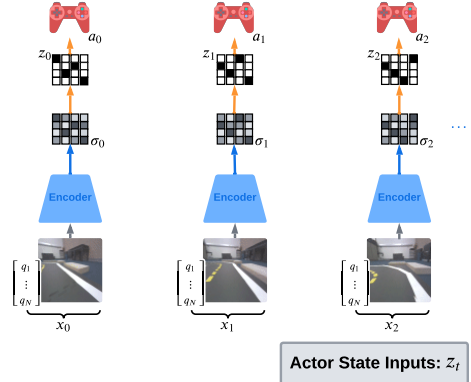 a₀ a₁ a₂
z₀ z₁ z₂
σ₀ σ₁ σ₂
...
Encoder Encoder Encoder
q₁ q₁ q₁
⋮ ⋮ ⋮
qN qN qN
x₀ x₁ x₂
Actor State Inputs: zₜ